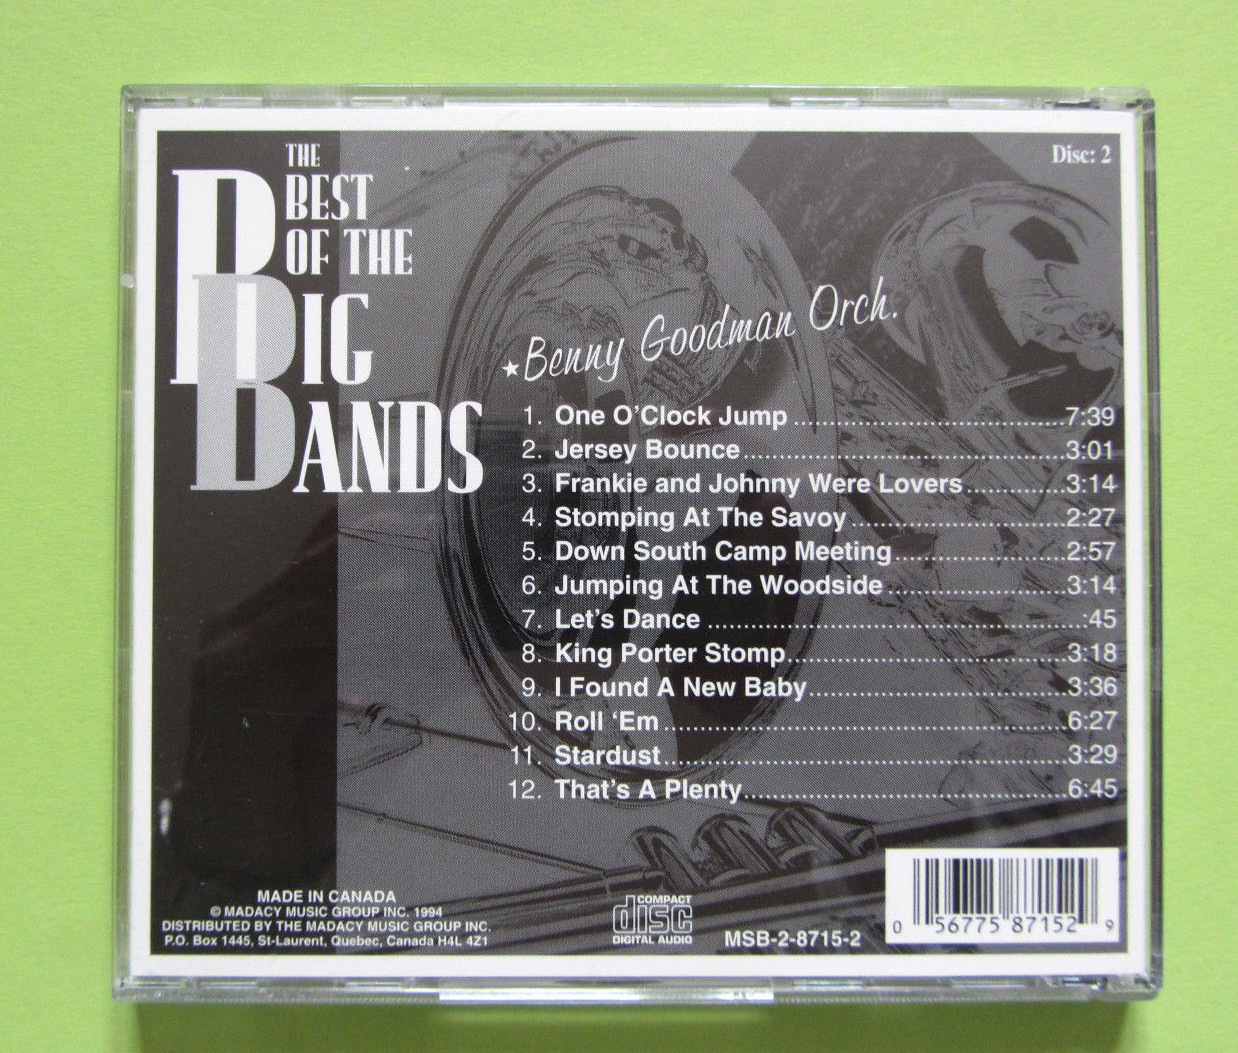 THE
BEST
OF THE
BIG
BANDS
Disc: 2
★Benny Goodman Orch.
1. One O'Clock Jump ..................................7:39
2. Jersey Bounce........................................3:01
3. Frankie and Johnny Were Lovers.............3:14
4. Stomping At The Savoy...........................2:27
5. Down South Camp Meeting.....................2:57
6. Jumping At The Woodside......................3:14
7. Let's Dance ..............................................:45
8. King Porter Stomp...................................3:18
9. I Found A New Baby................................3:36
10. Roll ‘Em..................................................6:27
11. Stardust..................................................3:29
12. That's A Plenty........................................6:45
MADE IN CANADA
© MADACY MUSIC GROUP INC. 1994
DISTRIBUTED BY THE MADACY MUSIC GROUP INC.
P.O. Box 1445, St-Laurent, Quebec, Canada H4L 4Z1
COMPACT
disc
DIGITAL AUDIO
MSB-2-8715-2
0 56775 87152 9